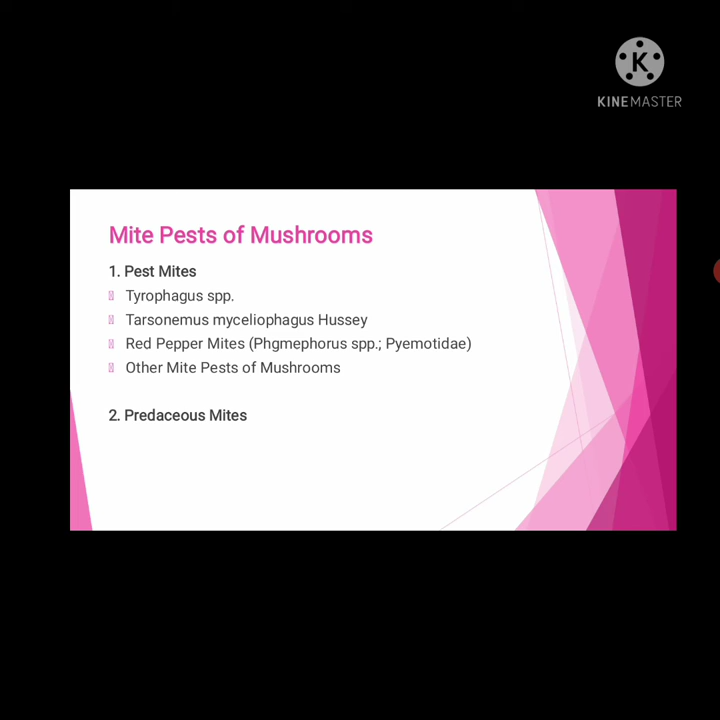 K
KINEMASTER
Mite Pests of Mushrooms
1. Pest Mites
Tyrophagus spp.
Tarsonemus myceliophagus Hussey
Red Pepper Mites (Phgmephorus spp.; Pyemotidae)
Other Mite Pests of Mushrooms
2. Predaceous Mites